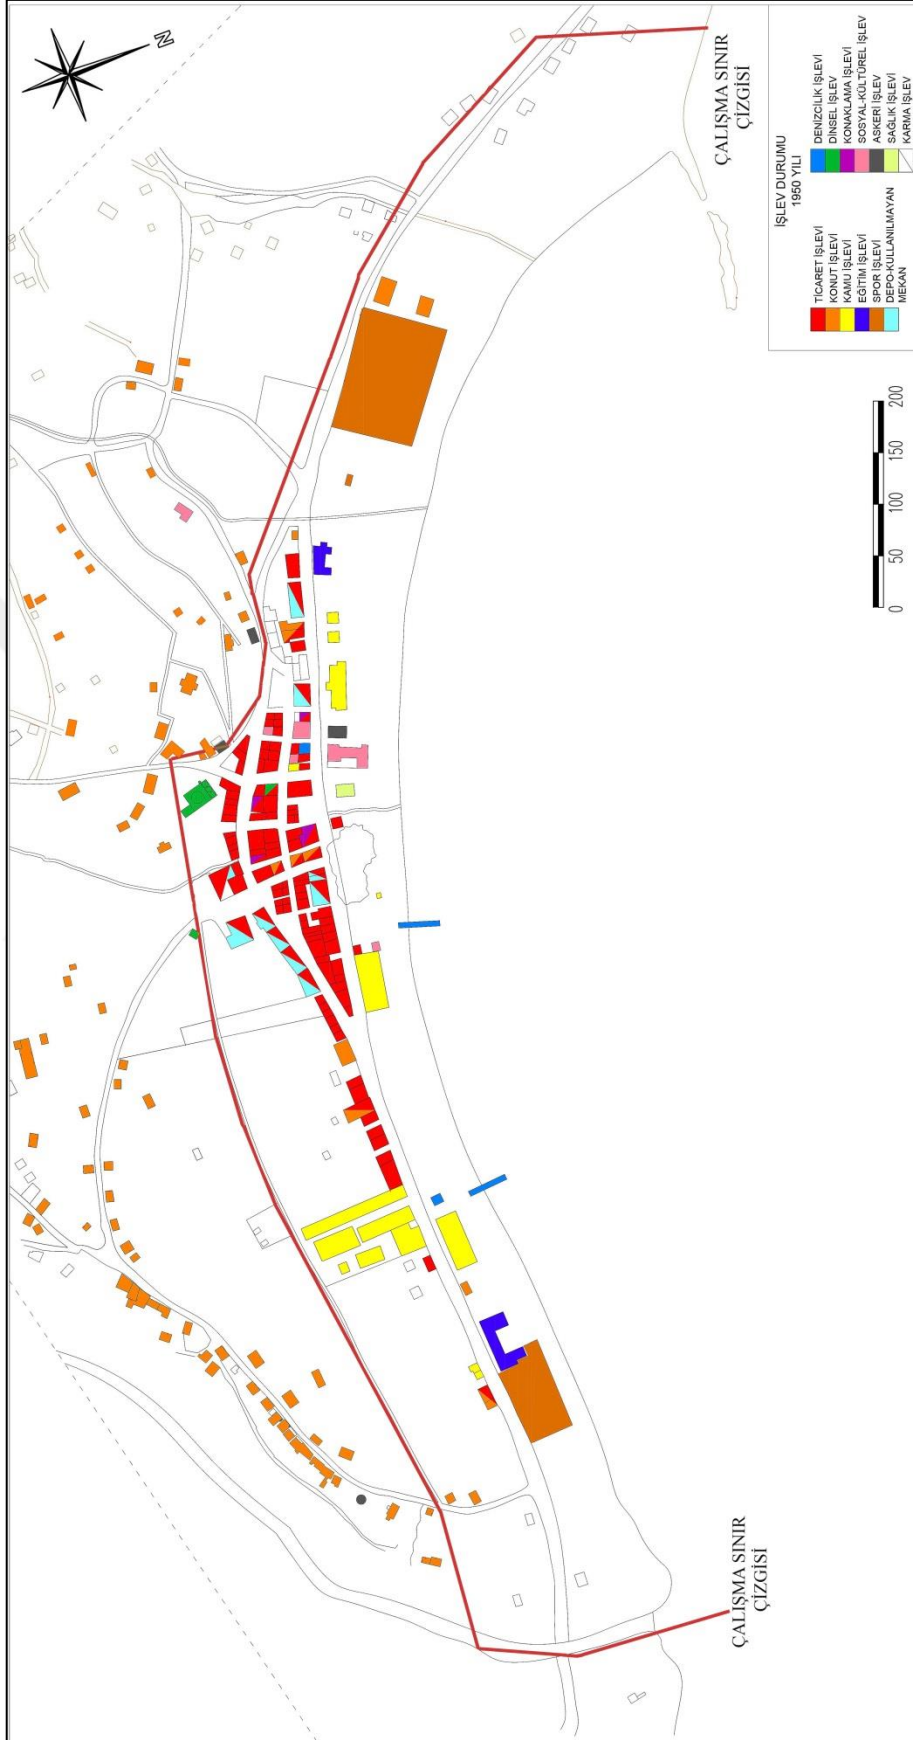 N
ÇALIŞMA SINIR
ÇİZGİSİ
İŞLEV DURUMU
1950 YILI
TİCARET İŞLEVİ
KONUT İŞLEVİ
KAMU İŞLEVİ
EĞİTİM İŞLEVİ
SPOR İŞLEVİ
DEPO-KULLANILMAYAN
MEKAN
DENİZCİLİK İŞLEVİ
DİNSEL İŞLEV
KONAKLAMA İŞLEVİ
SOSYAL-KÜLTÜREL İŞLEV
ASKERİ İŞLEV
SAĞLIK İŞLEVİ
KARMA İŞLEV
0 50 100 150 200
ÇALIŞMA SINIR
ÇİZGİSİ